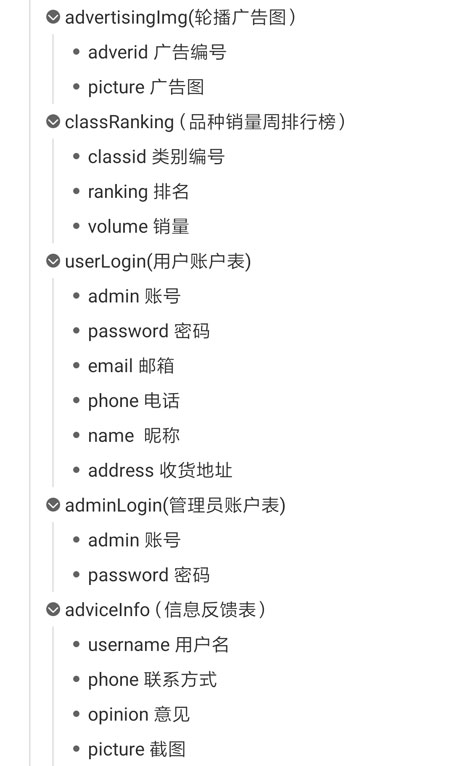 advertisingImg(轮播广告图）
adverid 广告编号
picture 广告图
classRanking（品种销量周排行榜）
classid 类别编号
ranking 排名
volume 销量
userLogin(用户账户表)
admin 账号
password 密码
email 邮箱
phone 电话
name  昵称
address 收货地址
adminLogin(管理员账户表)
admin 账号
password 密码
adviceInfo（信息反馈表）
username 用户名
phone 联系方式
opinion 意见
picture 截图